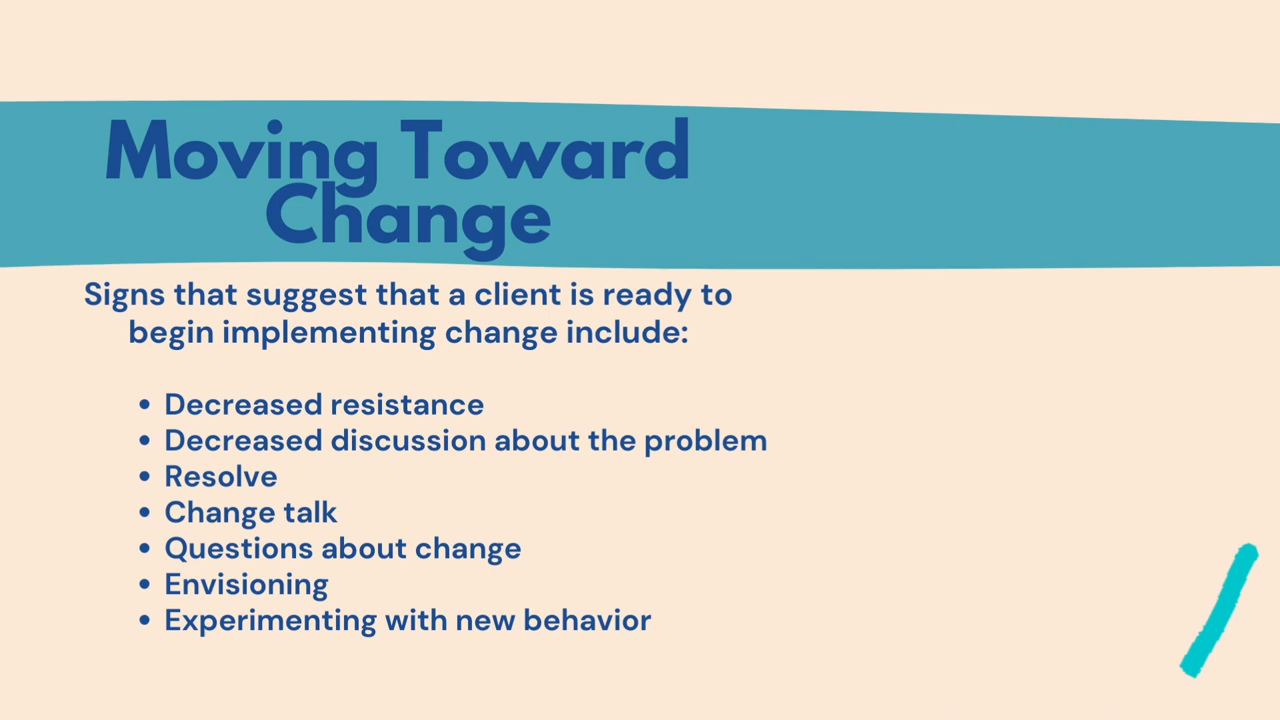 Moving Toward
Change
Signs that suggest that a client is ready to
begin implementing change include:
• Decreased resistance
• Decreased discussion about the problem
• Resolve
• Change talk
• Questions about change
• Envisioning
• Experimenting with new behavior